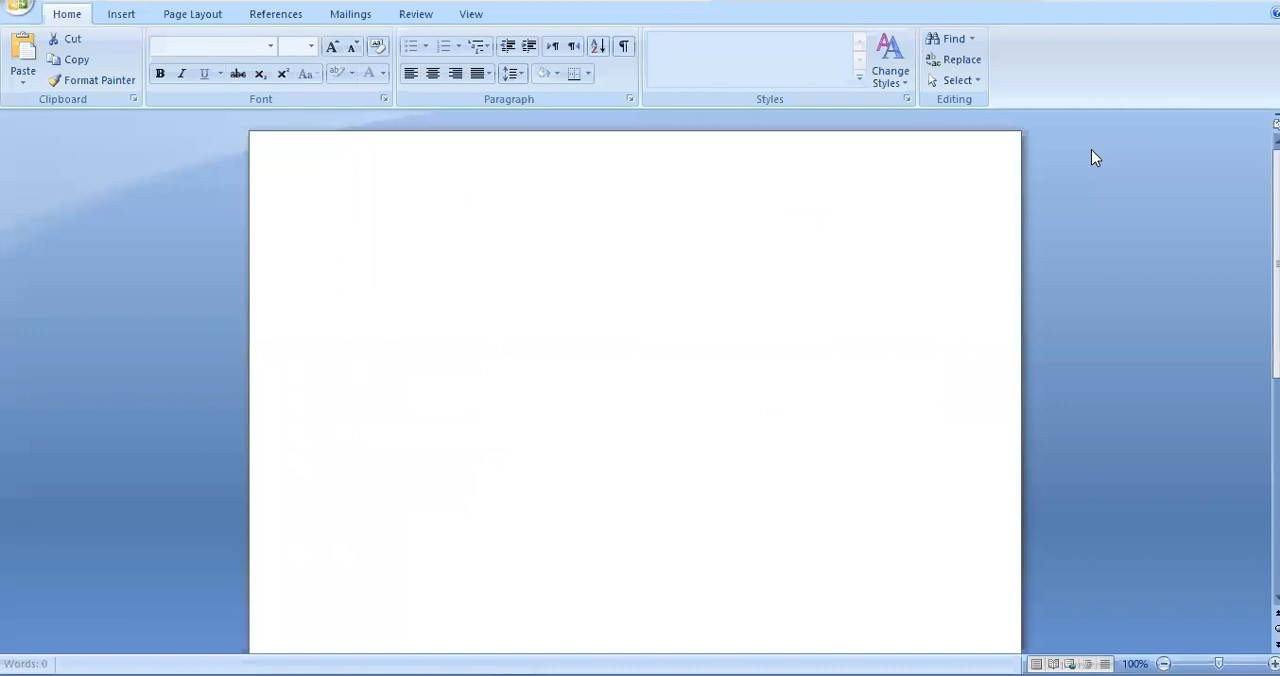 Home Insert Page Layout References Mailings Review View
Cut
Copy
Format Painter
Paste
Clipboard
Font
Paragraph
Styles
Change
Styles
Find
Replace
Select
Editing
Words: 0
100%